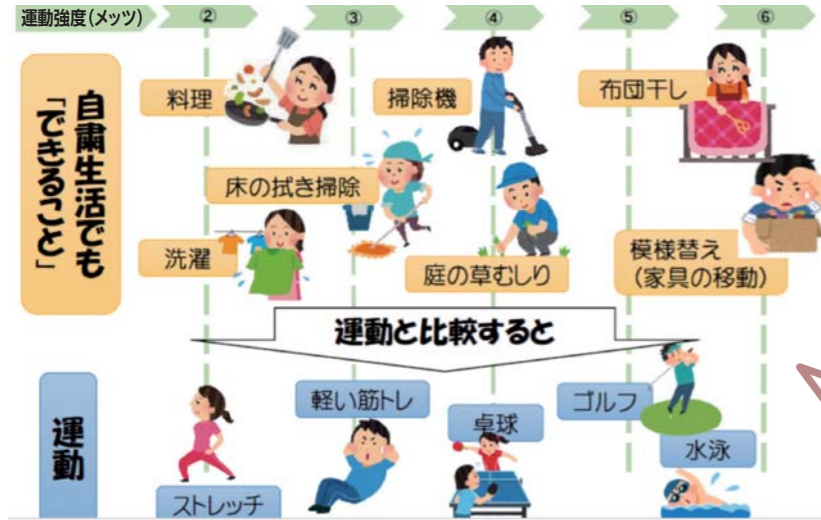 運動強度(メッツ)
② ③ ④ ⑤ ⑥
自粛生活でも
「できること」
料理
掃除機
布団干し
床の拭き掃除
洗濯
庭の草むしり
模様替え
(家具の移動)
運動と比較すると
運動
ストレッチ
軽い筋トレ
卓球
ゴルフ
水泳